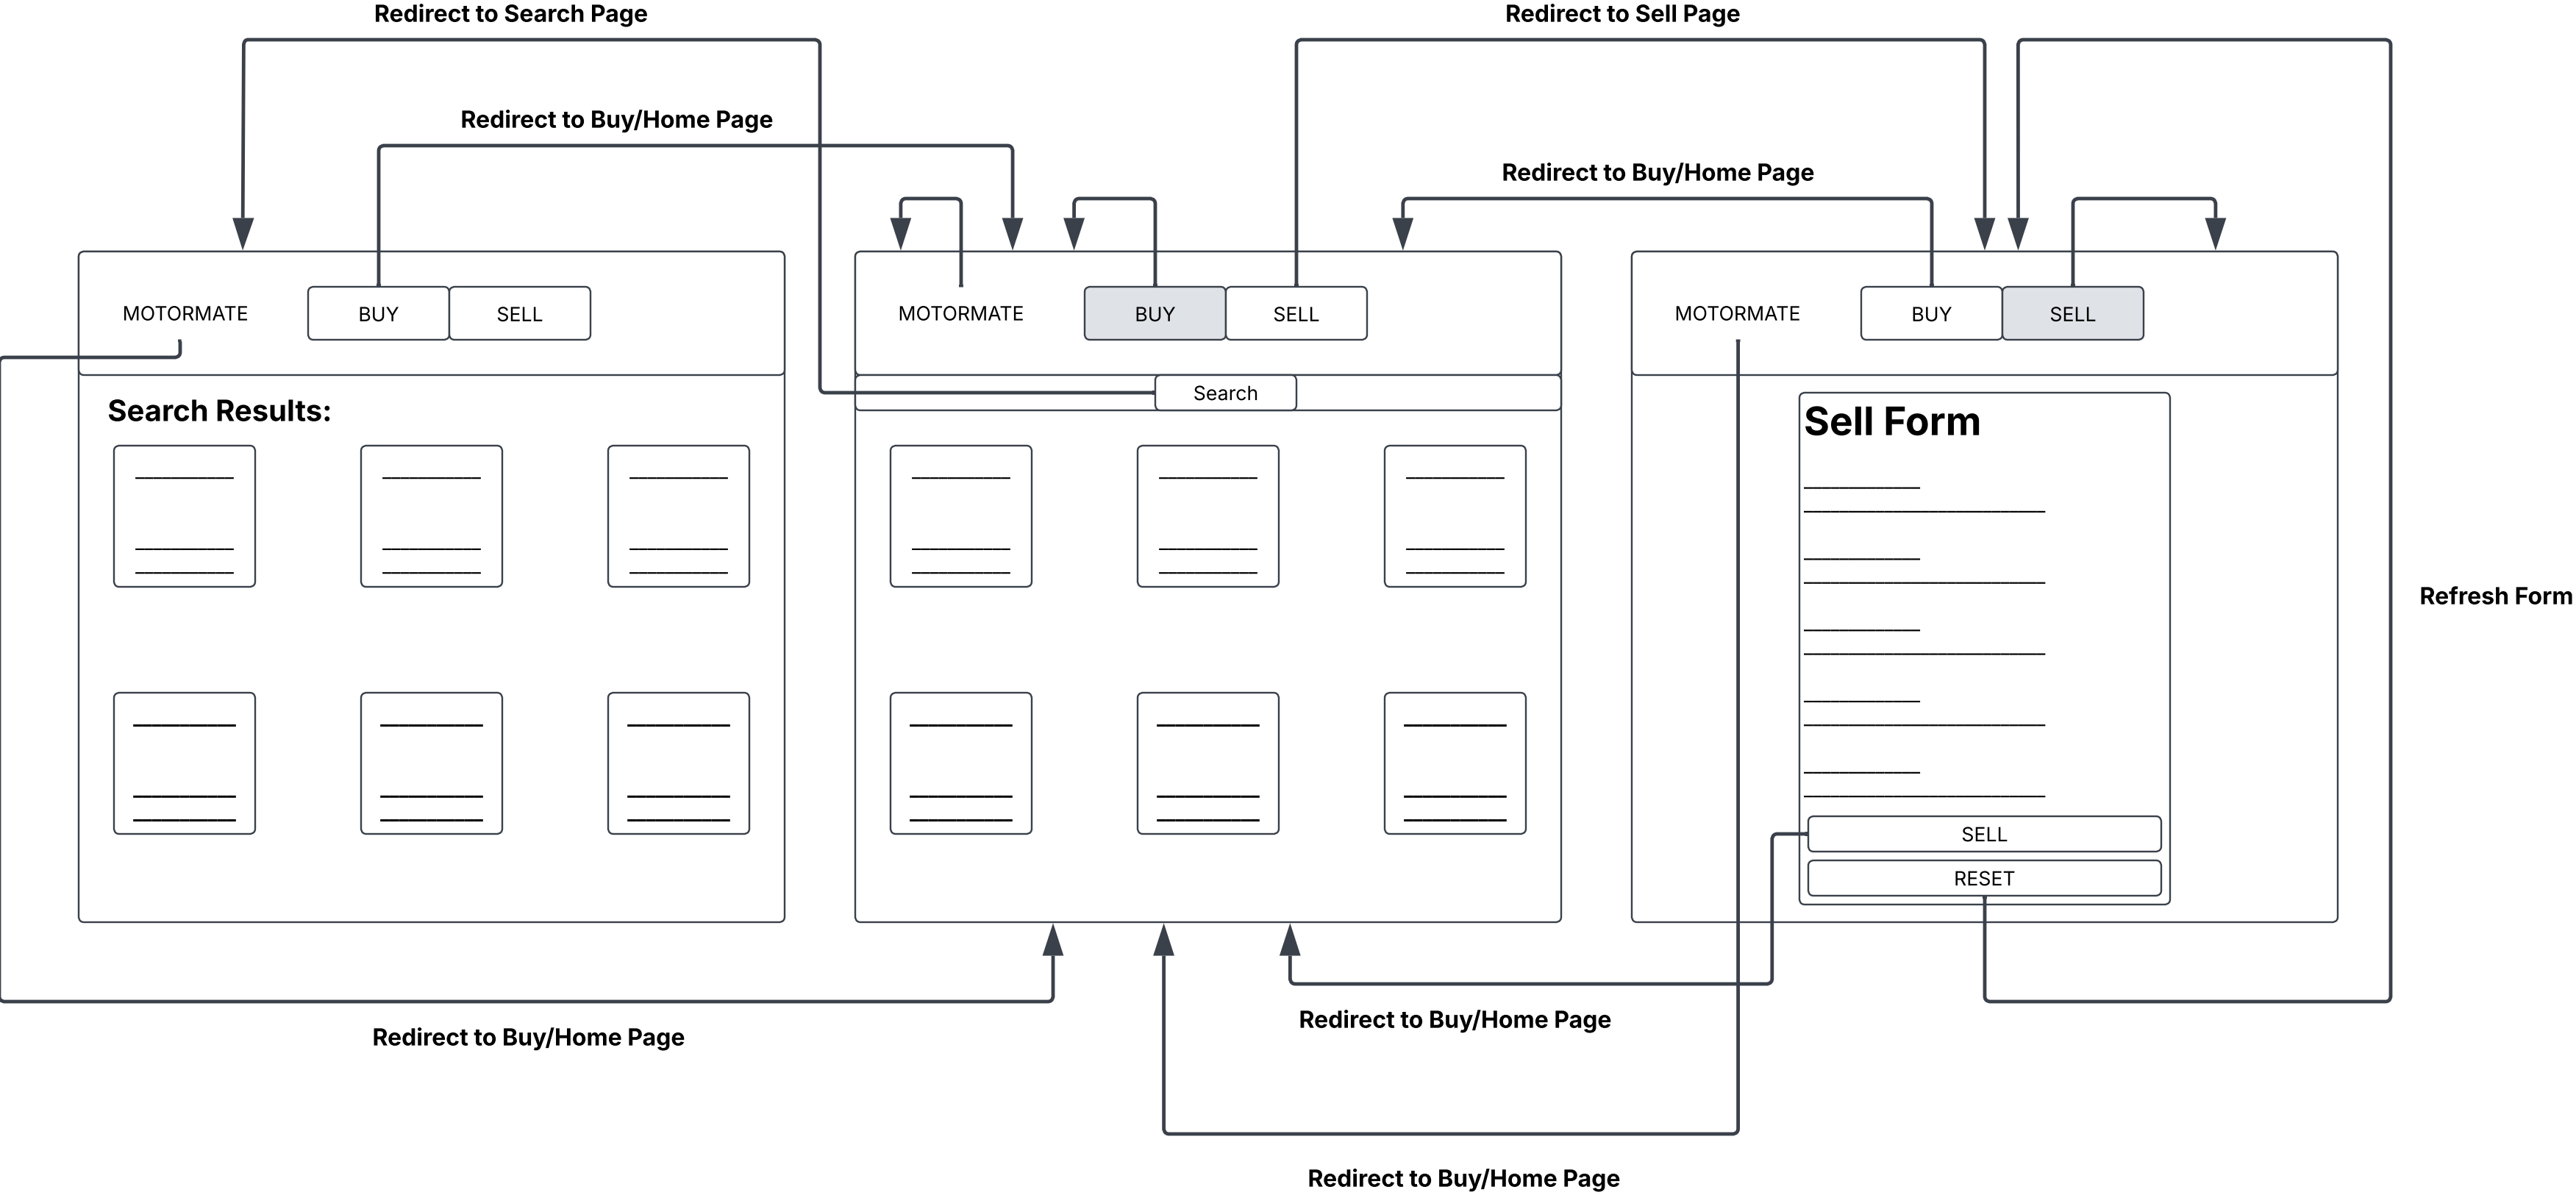 Redirect to Search Page
Redirect to Sell Page
Redirect to Buy/Home Page
Redirect to Buy/Home Page
MOTORMATE
BUY
SELL
MOTORMATE
BUY
SELL
MOTORMATE
BUY
SELL
Search
Search Results:
Sell Form
Refresh Form
SELL
RESET
Redirect to Buy/Home Page
Redirect to Buy/Home Page
Redirect to Buy/Home Page